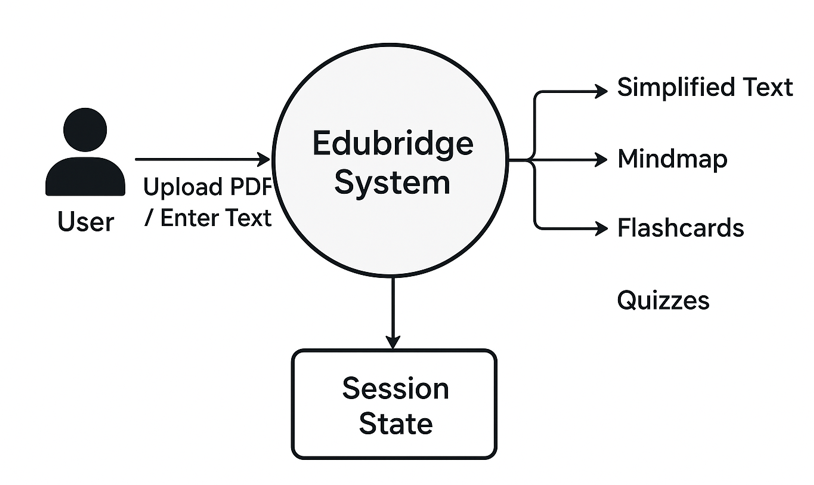 User
Upload PDF
/ Enter Text
Edubridge
System
Simplified Text
Mindmap
Flashcards
Quizzes
Session
State